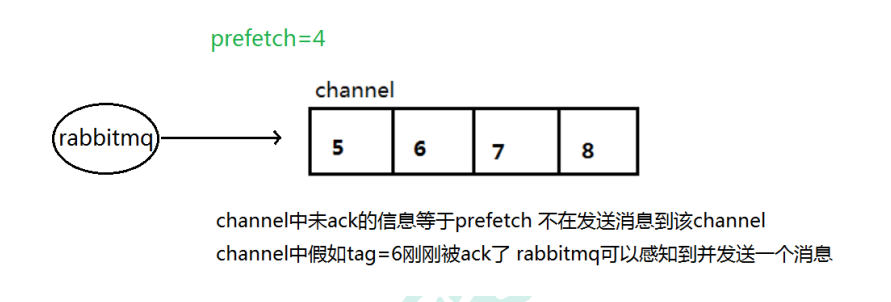 prefetch=4
channel
rabbitmq
5 6 7 8
channel中未ack的信息等于prefetch 不在发送消息到该channel
channel中假如tag=6刚刚被ack了 rabbitmq可以感知到并发送一个消息